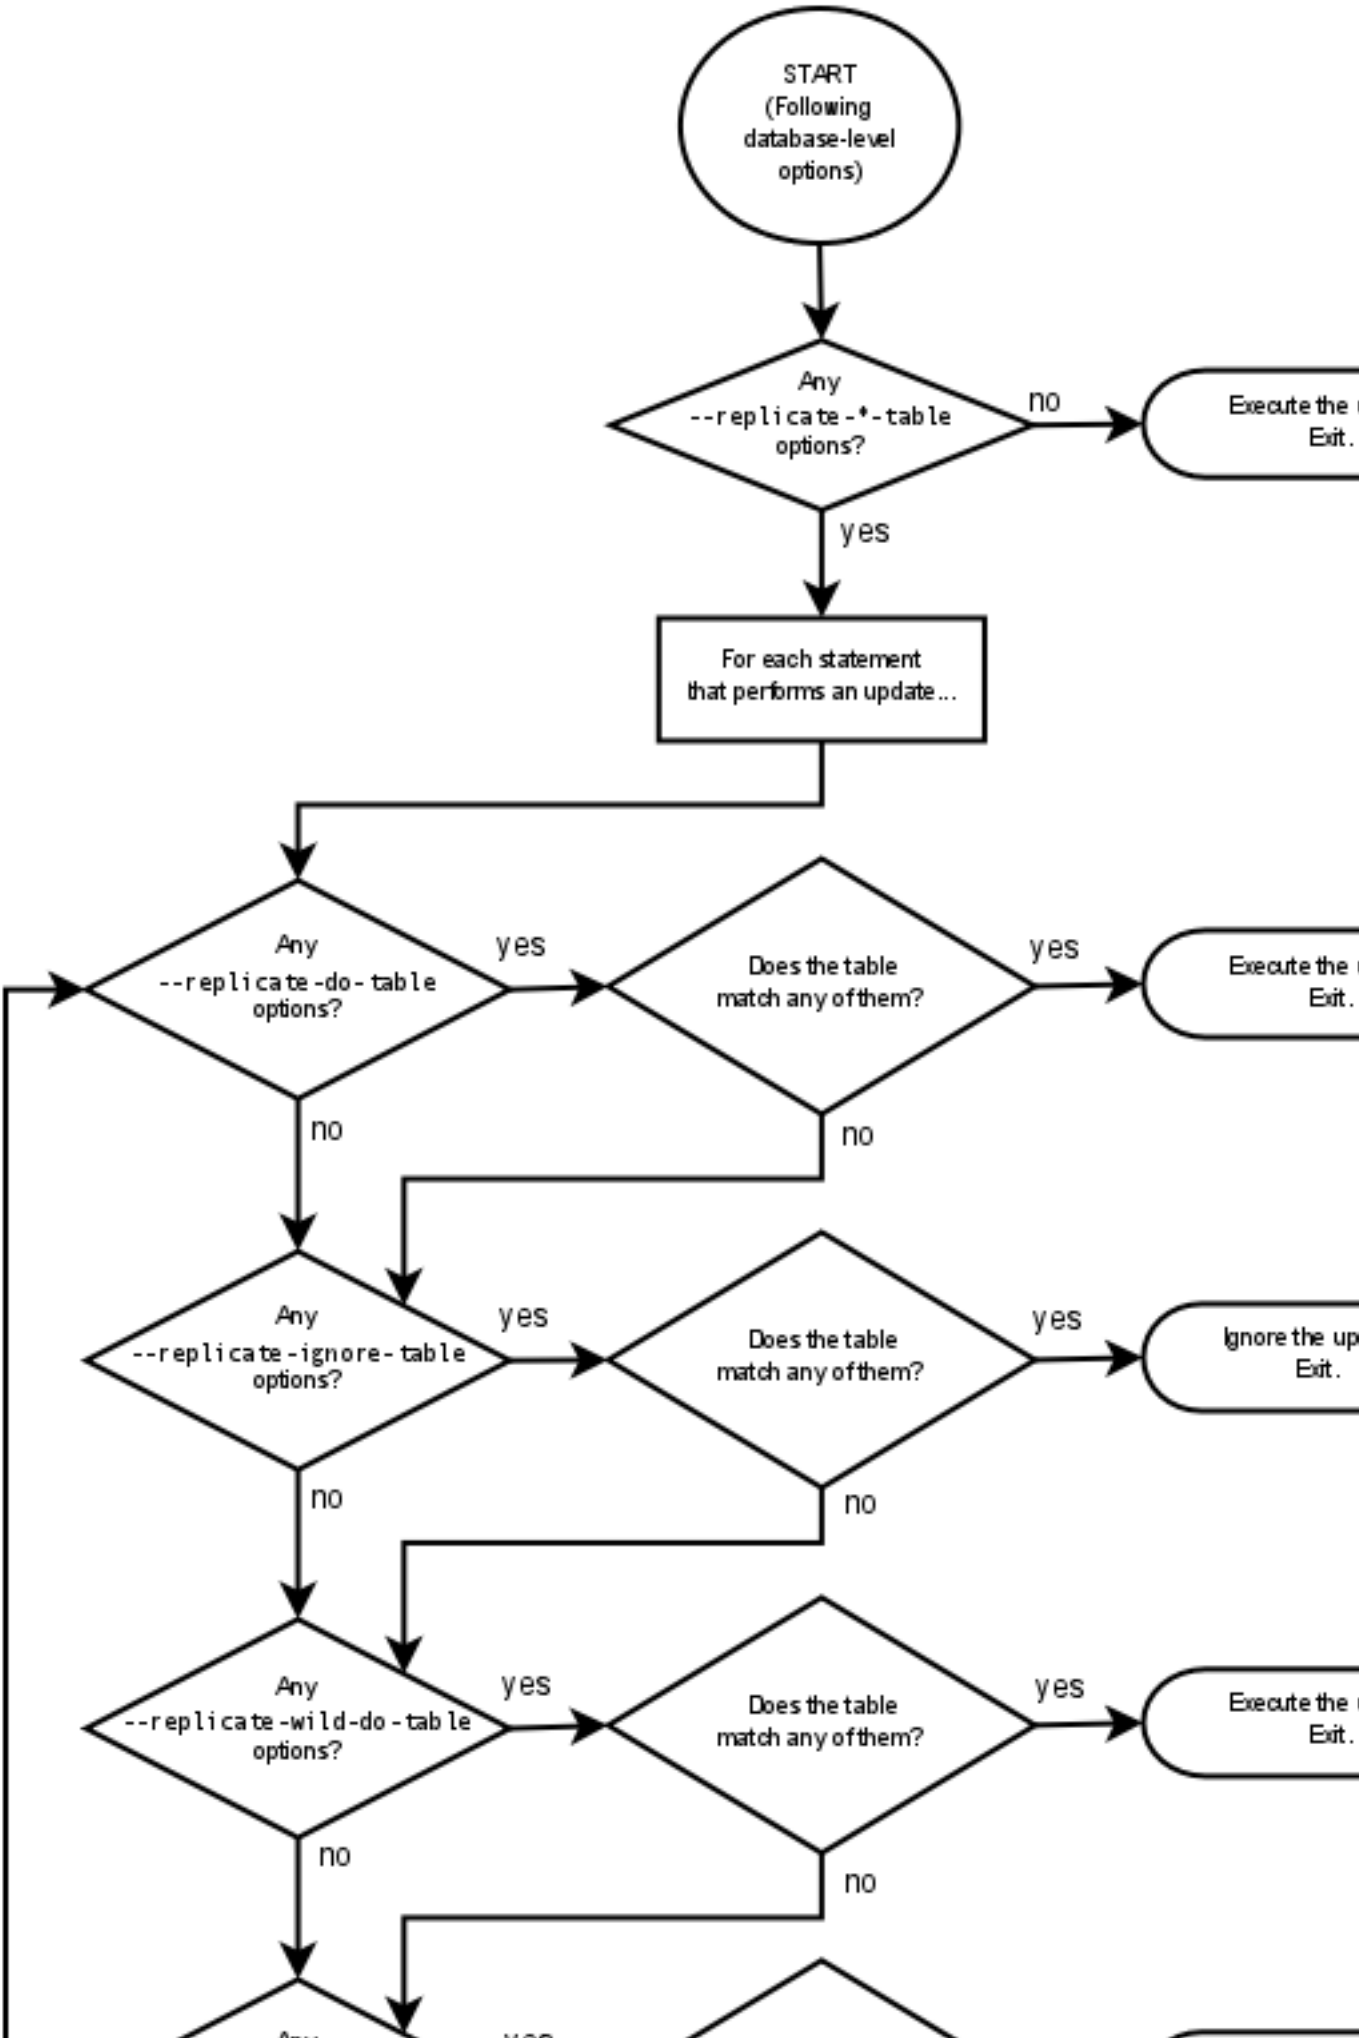 START
(Following
database-level
options)
Any
--replicate-*-table
options?
no
Execute the
Exit.
yes
For each statement
that performs an update...
Any
--replicate-do-table
options?
yes
Does the table
match any of them?
yes
Execute the
Exit.
no
no
Any
--replicate-ignore-table
options?
yes
Does the table
match any of them?
yes
Ignore the
Exit.
no
no
Any
--replicate-wild-do-table
options?
yes
Does the table
match any of them?
yes
Execute the
Exit.
no
no